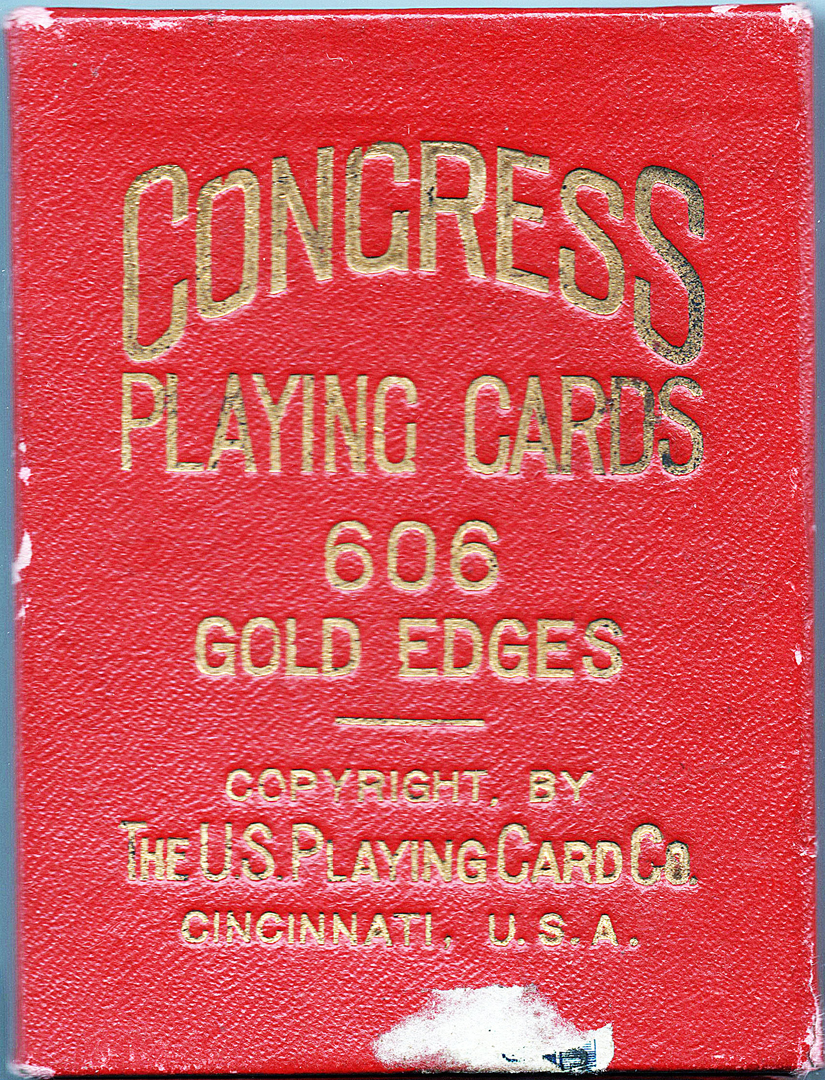 CONGRESS
PLAYING CARDS
606
GOLD EDGES
COPYRIGHT, BY
THE U.S. PLAYING CARD CO.
CINCINNATI, U.S.A.